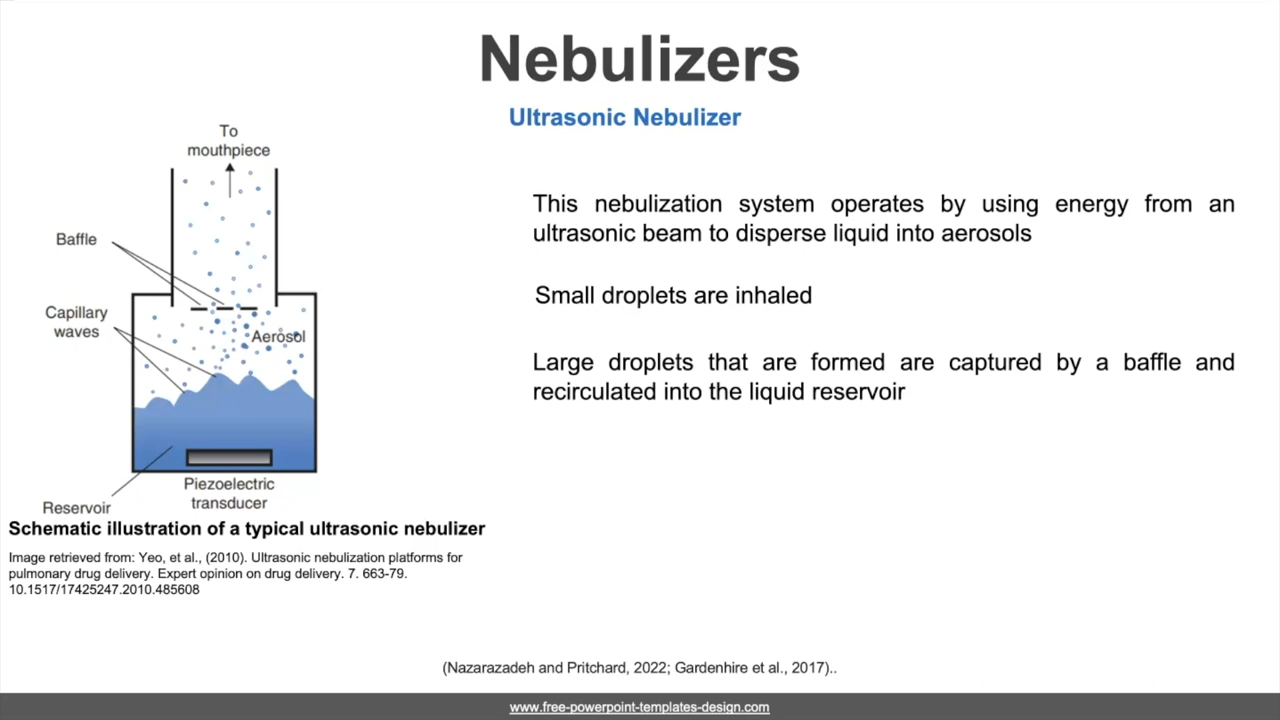 Nebulizers
Ultrasonic Nebulizer
To
mouthpiece
Baffle
Capillary
waves
Aerosol
Piezoelectric
transducer
Reservoir
Schematic illustration of a typical ultrasonic nebulizer
Image retrieved from: Yeo, et al., (2010). Ultrasonic nebulization platforms for
pulmonary drug delivery. Expert opinion on drug delivery. 7. 663-79.
10.1517/17425247.2010.485608
This nebulization system operates by using energy from an
ultrasonic beam to disperse liquid into aerosols
Small droplets are inhaled
Large droplets that are formed are captured by a baffle and
recirculated into the liquid reservoir
(Nazarazadeh and Pritchard, 2022; Gardenhire et al., 2017)..
www.free-powerpoint-templates-design.com